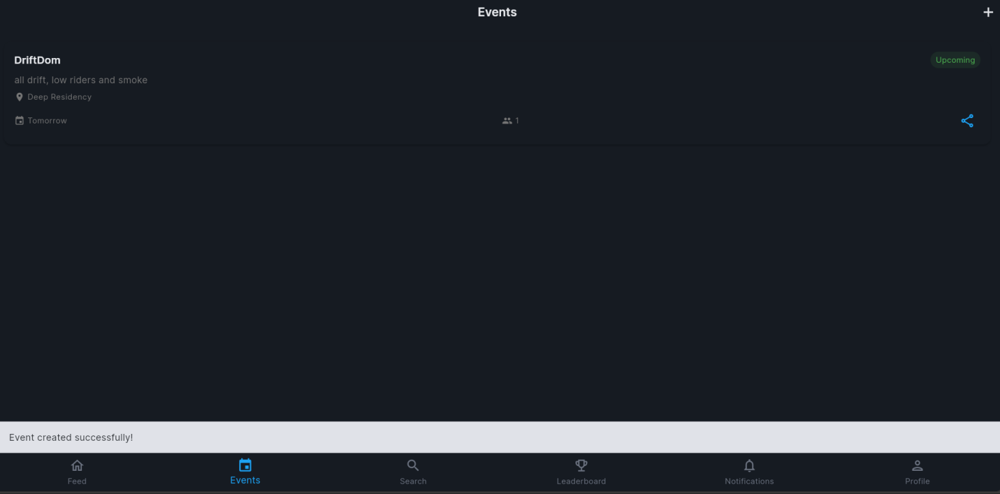 Events
DriftDom
Upcoming
all drift, low riders and smoke
Deep Residency
Tomorrow
1
Event created successfully!
Feed
Events
Search
Leaderboard
Notifications
Profile